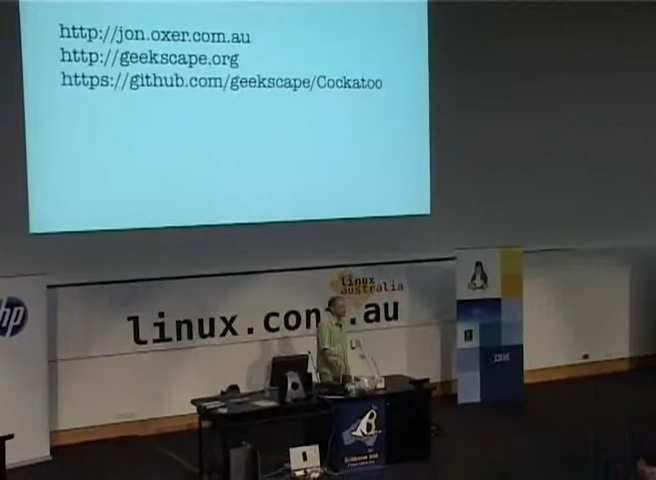 http://jon.oxer.com.au
http://geekscape.org
https://github.com/geekscape/Cockatoo
linux
australia
linux.con .au
hp
IBM